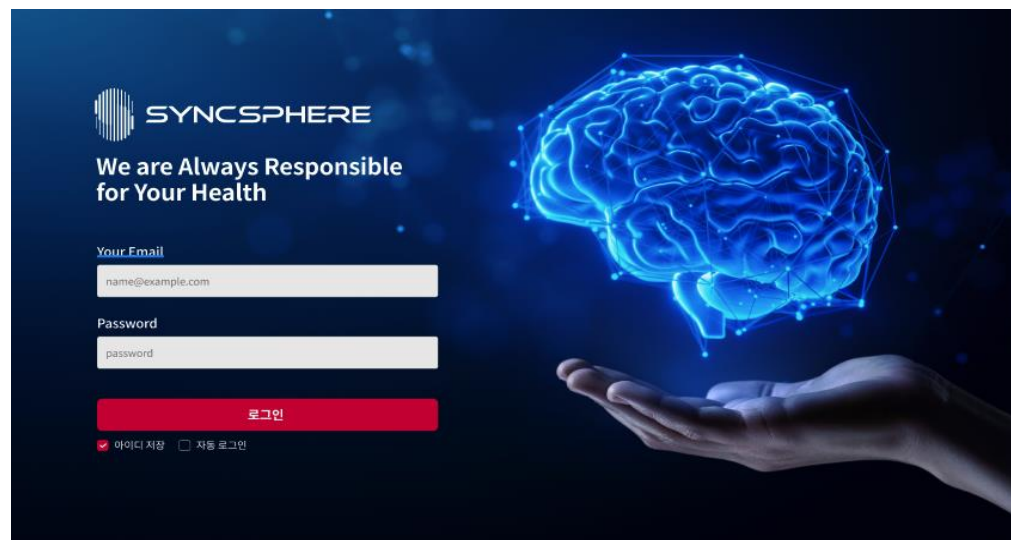 SYNCSPHERE
We are Always Responsible
for Your Health
Your Email
name@example.com
Password
password
로그인
아이디 저장 자동 로그인